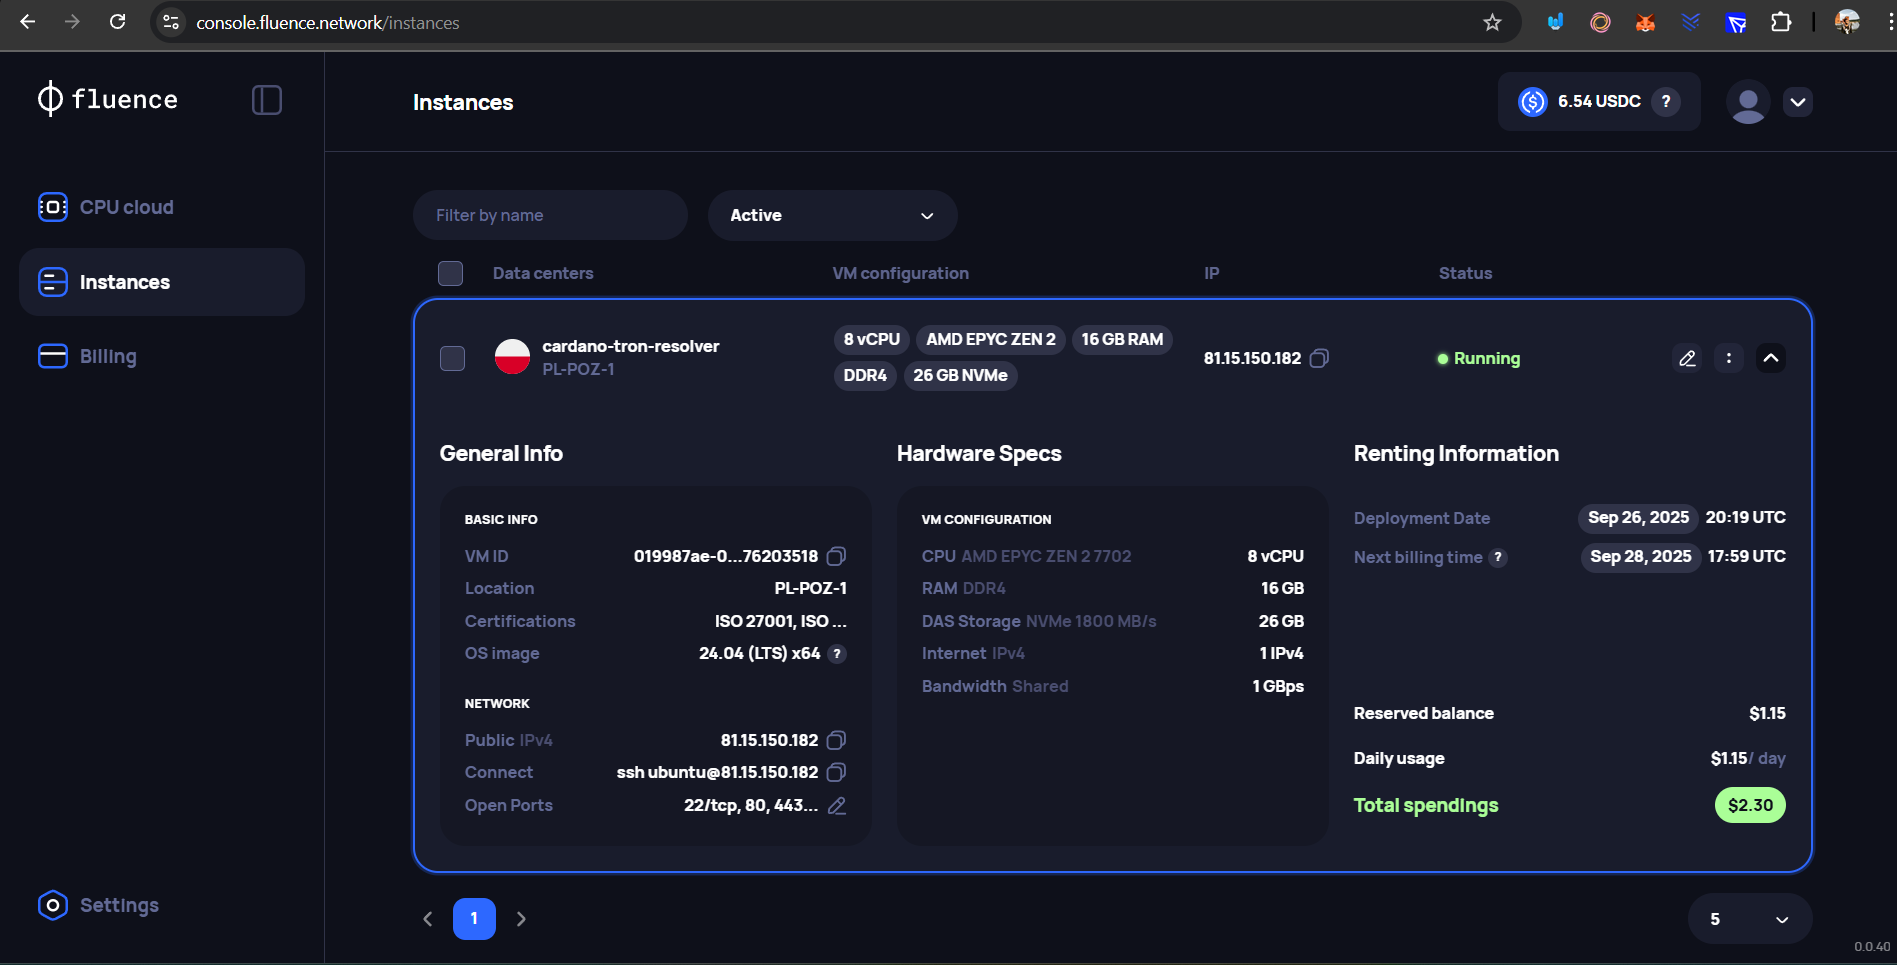 console.fluence.network/instances
fluence
Instances
6.54 USDC ?
CPU cloud
Instances
Billing
Settings
Filter by name
Active
Data centers VM configuration IP Status
cardano-tron-resolver
PL-POZ-1
8 vCPU AMD EPYC ZEN 2 16 GB RAM
DDR4 26 GB NVMe
81.15.150.182
Running
General Info
BASIC INFO
VM ID 019987ae-0...76203518
Location PL-POZ-1
Certifications ISO 27001, ISO ...
OS image 24.04 (LTS) x64 ?
NETWORK
Public IPv4 81.15.150.182
Connect ssh ubuntu@81.15.150.182
Open Ports 22/tcp, 80, 443...
Hardware Specs
VM CONFIGURATION
CPU AMD EPYC ZEN 2 7702 8 vCPU
RAM DDR4 16 GB
DAS Storage NVMe 1800 MB/s 26 GB
Internet IPv4 1 IPv4
Bandwidth Shared 1 GBps
Renting Information
Deployment Date Sep 26, 2025 20:19 UTC
Next billing time ? Sep 28, 2025 17:59 UTC
Reserved balance $1.15
Daily usage $1.15/ day
Total spendings $2.30
1
5
0.0.40